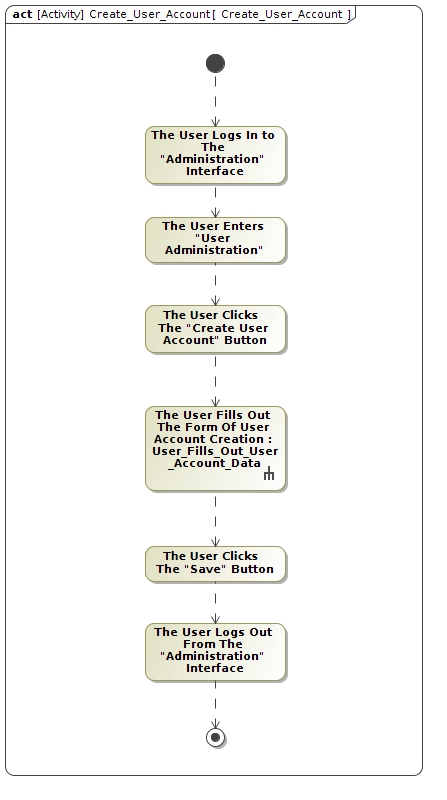 act [Activity] Create_User_Account[ Create_User_Account ]
The User Logs In to
The
"Administration"
Interface
The User Enters
"User
Administration"
The User Clicks
The "Create User
Account" Button
The User Fills Out
The Form Of User
Account Creation :
User_Fills_Out_User
_Account_Data
The User Clicks
The "Save" Button
The User Logs Out
From The
"Administration"
Interface